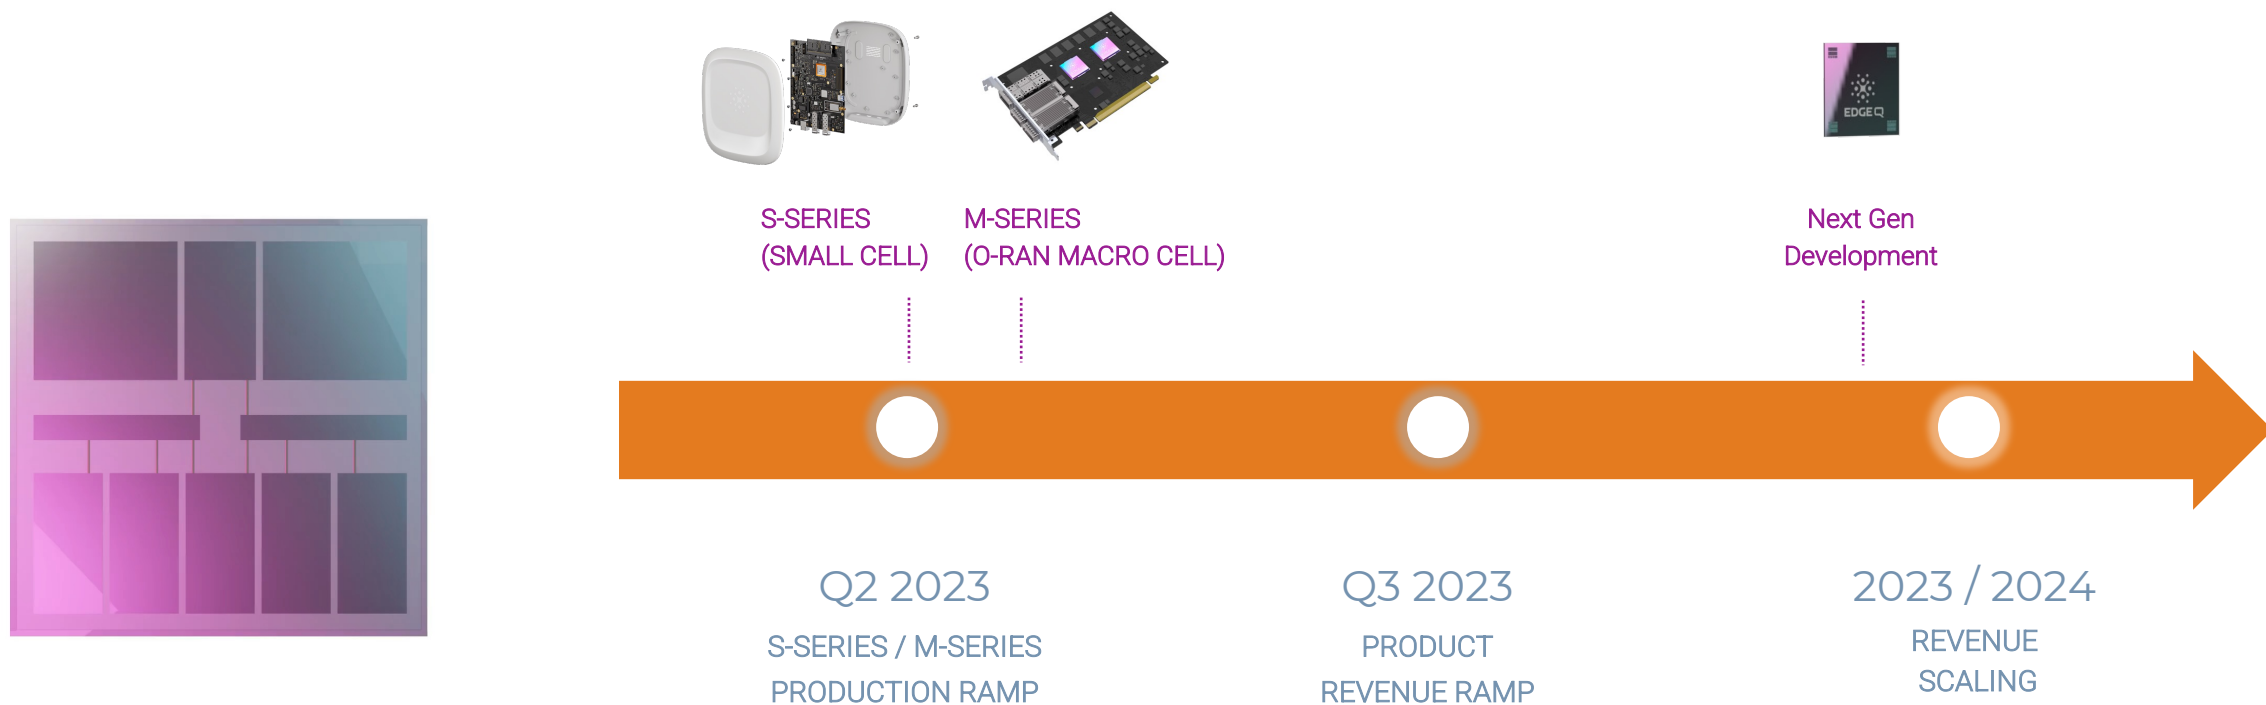 EDGE Q
S-SERIES
(SMALL CELL)
M-SERIES
(O-RAN MACRO CELL)
Next Gen
Development
Q2 2023
S-SERIES / M-SERIES
PRODUCTION RAMP
Q3 2023
PRODUCT
REVENUE RAMP
2023 / 2024
REVENUE
SCALING